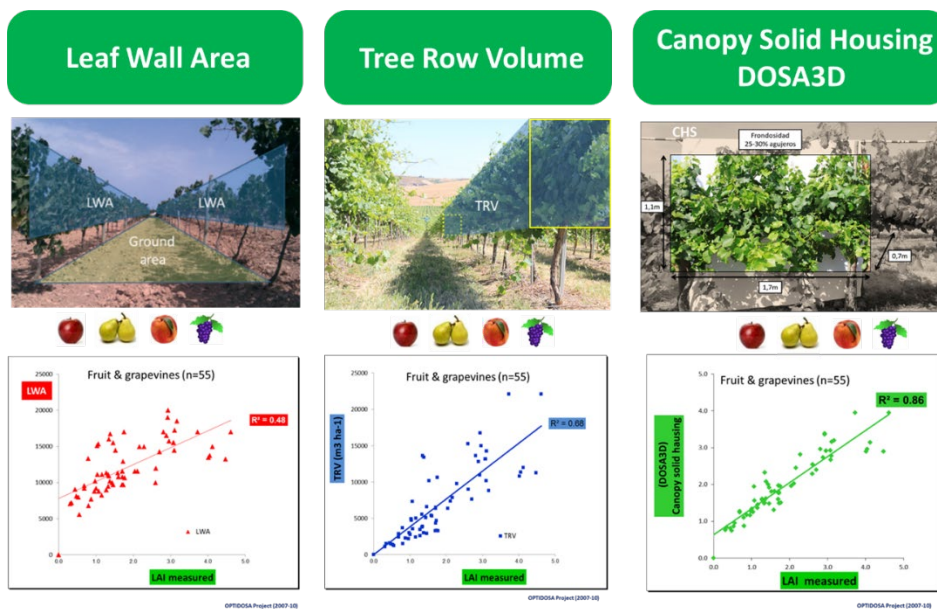 Leaf Wall Area
LWA
LWA
Ground
area
Fruit & grapevines (n=55)
LWA
R² = 0.48
25000
20000
15000
10000
5000
0
0.0
1.0
2.0
3.0
4.0
5.0
LWA
LAI measured
OPTIDOSA Project (2007-10)
Tree Row Volume
TRV
Fruit & grapevines (n=55)
TRV (m3 ha-1)
R² = 0.68
25000
20000
15000
10000
5000
0
0.0
1.0
2.0
3.0
4.0
5.0
TRV
LAI measured
OPTIDOSA Project (2007-10)
Canopy Solid Housing
DOSA3D
CHS
Frondosidad
25-30% agujeros
1,1m
0,7m
1,7m
Fruit & grapevines (n=55)
(DOSA3D)
Canopy solid hausing
R² = 0.86
5.0
4.0
3.0
2.0
1.0
0.0
0.0
1.0
2.0
3.0
4.0
5.0
LAI measured
OPTIDOSA Project (2007-10)